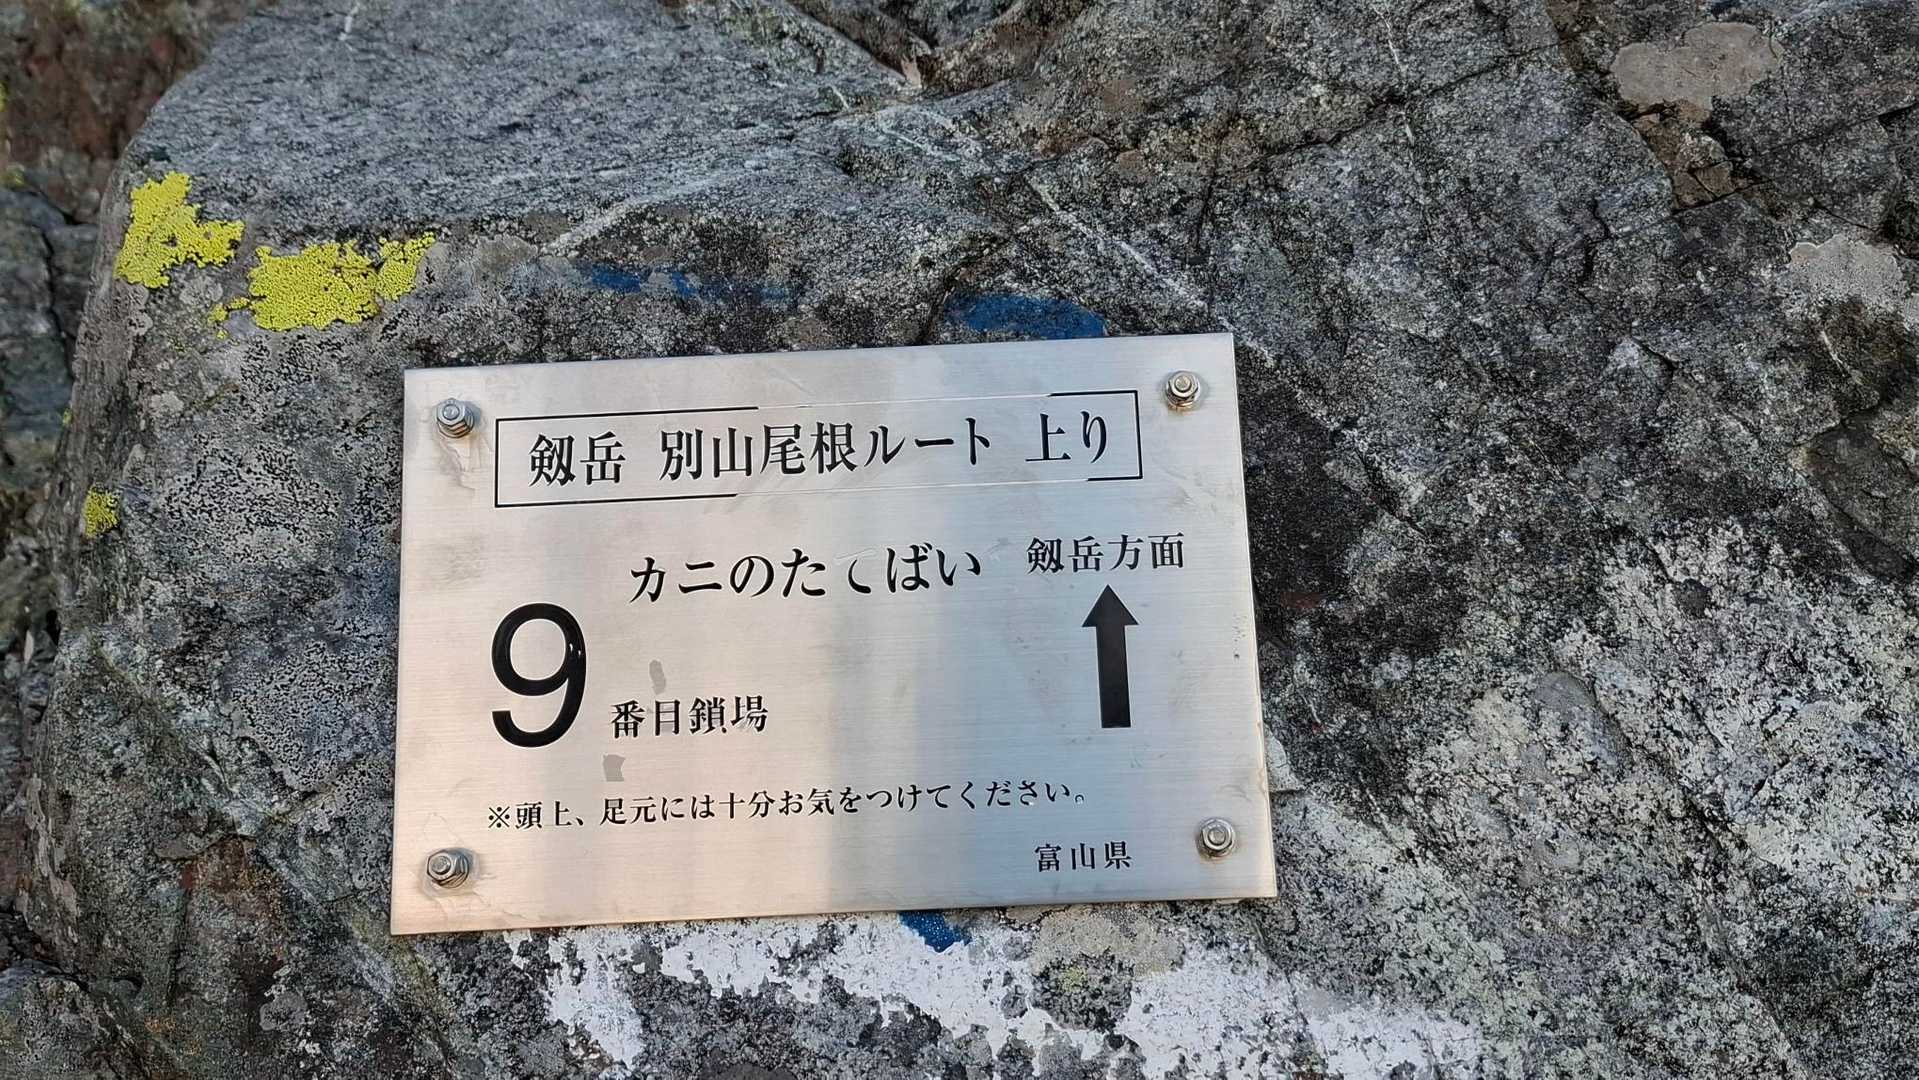 剱岳 別山尾根ルート 上り
カニのたてばい
剱岳方面
9番目鎖場
※頭上、足元には十分お気をつけてください。
富山県